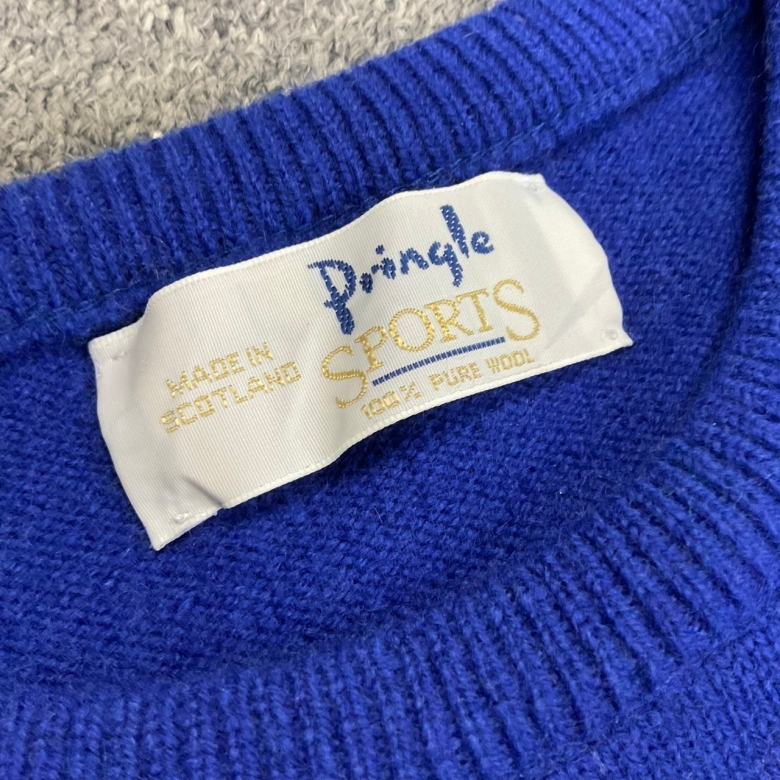 Pringle
SPORTS
MADE IN
SCOTLAND
100% PURE WOOL